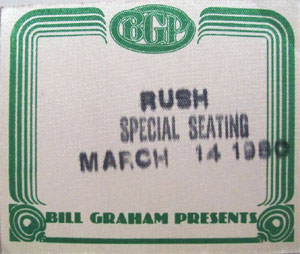 BGP
RUSH
SPECIAL SEATING
MARCH 14 1980
BILL GRAHAM PRESENTS